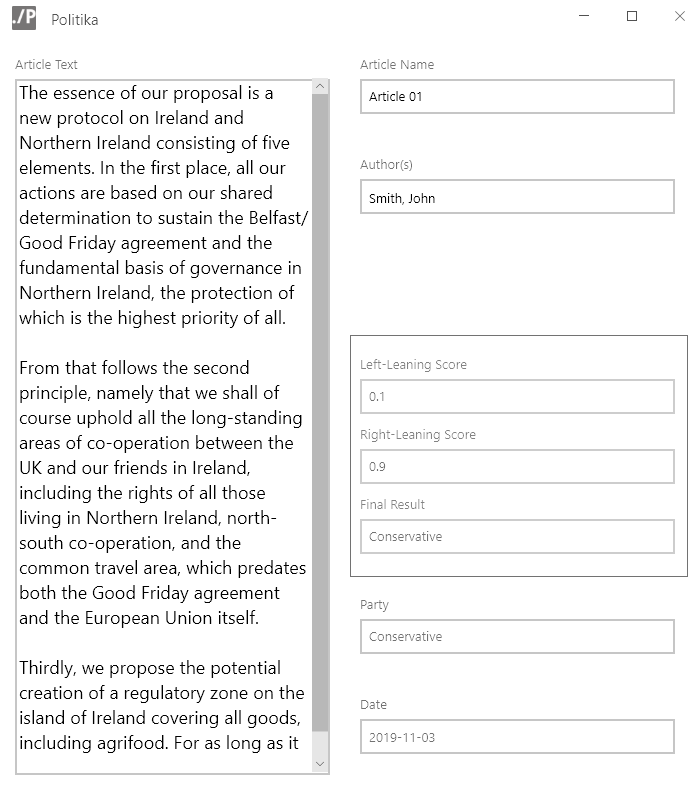 ./P Politika
Article Text
The essence of our proposal is a
new protocol on Ireland and
Northern Ireland consisting of five
elements. In the first place, all our
actions are based on our shared
determination to sustain the Belfast/
Good Friday agreement and the
fundamental basis of governance in
Northern Ireland, the protection of
which is the highest priority of all.
From that follows the second
principle, namely that we shall of
course uphold all the long-standing
areas of co-operation between the
UK and our friends in Ireland,
including the rights of all those
living in Northern Ireland, north-
south co-operation, and the
common travel area, which predates
both the Good Friday agreement
and the European Union itself.
Thirdly, we propose the potential
creation of a regulatory zone on the
island of Ireland covering all goods,
including agrifood. For as long as it
Article Name
Article 01
Author(s)
Smith, John
Left-Leaning Score
0.1
Right-Leaning Score
0.9
Final Result
Conservative
Party
Conservative
Date
2019-11-03